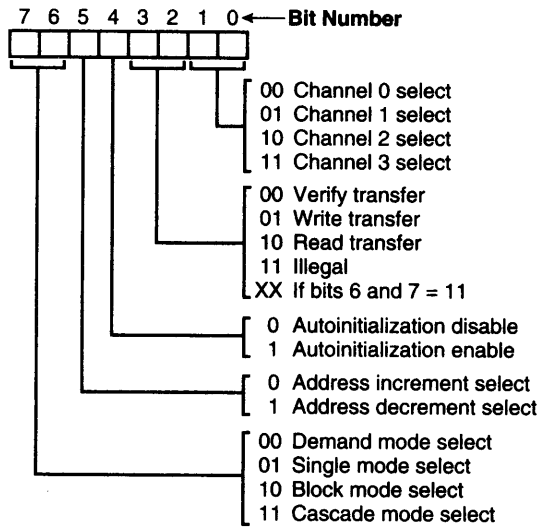 7 6 5 4 3 2 1 0 Bit Number
00 Channel 0 select
01 Channel 1 select
10 Channel 2 select
11 Channel 3 select
00 Verify transfer
01 Write transfer
10 Read transfer
11 Illegal
XX If bits 6 and 7 = 11
0 Autoinitialization disable
1 Autoinitialization enable
0 Address increment select
1 Address decrement select
00 Demand mode select
01 Single mode select
10 Block mode select
11 Cascade mode select